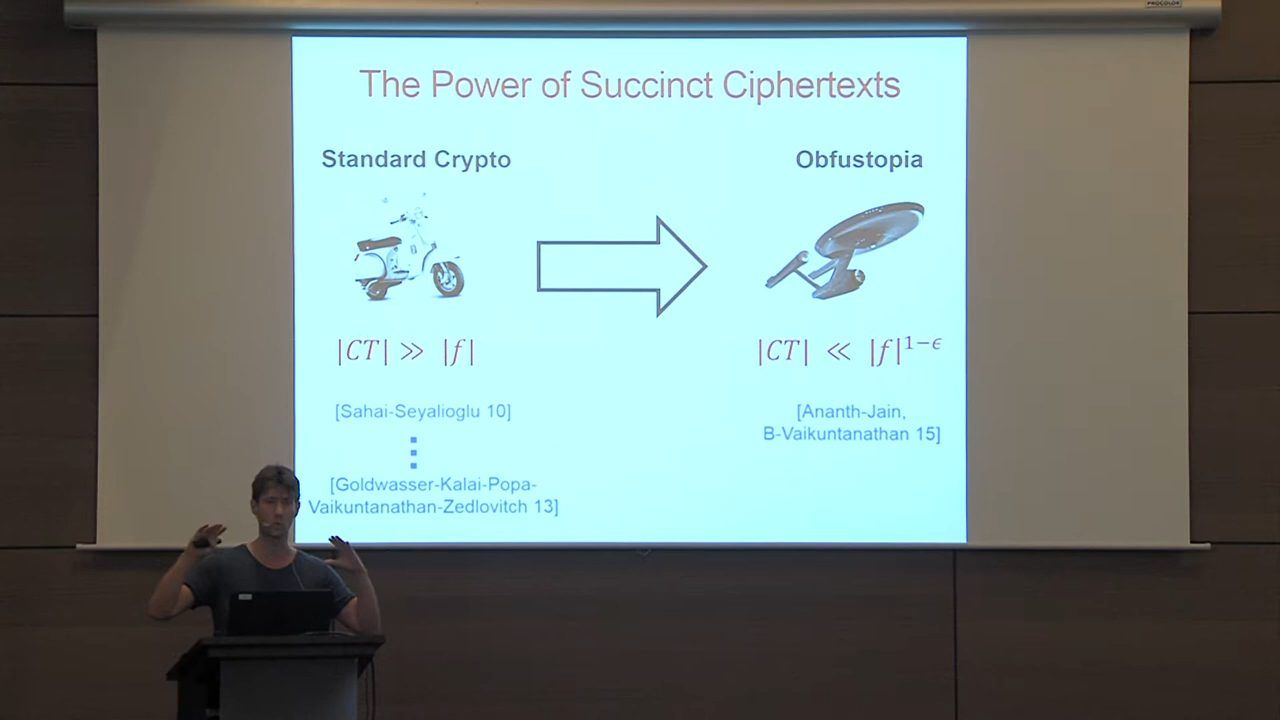 PROCOLOR
The Power of Succinct Ciphertexts
Standard Crypto
Obfustopia
|CT| ≫ |f|
|CT| ≪ |f|^{1−ϵ}
[Sahai-Seyalioglu 10]
[Ananth-Jain,
B-Vaikuntanathan 15]
[Goldwasser-Kalai-Popa-
Vaikuntanathan-Zedlovitch 13]